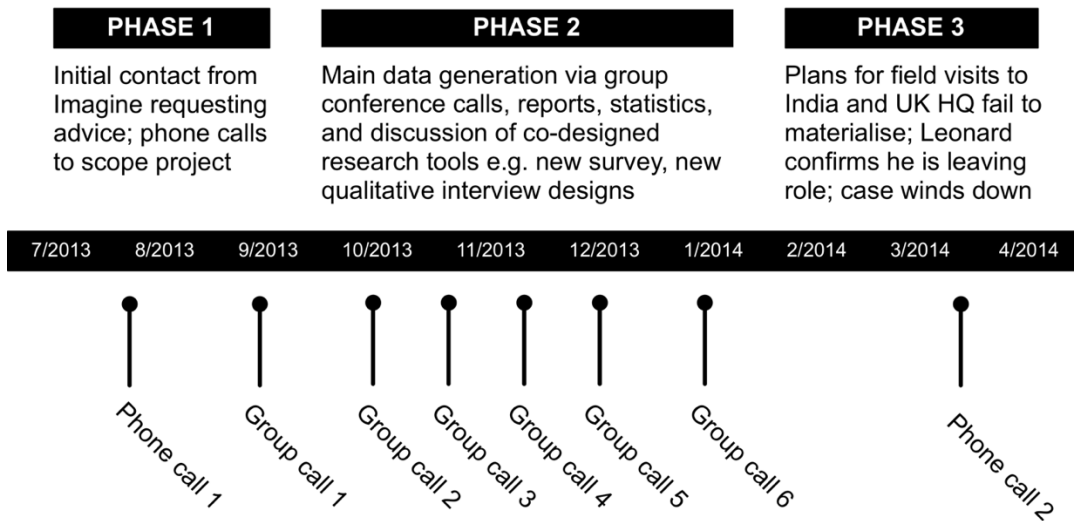 PHASE 1
Initial contact from
Imagine requesting
advice; phone calls
to scope project
PHASE 2
Main data generation via group
conference calls, reports, statistics,
and discussion of co-designed
research tools e.g. new survey, new
qualitative interview designs
PHASE 3
Plans for field visits to
India and UK HQ fail to
materialise; Leonard
confirms he is leaving
role; case winds down
7/2013 8/2013 9/2013 10/2013 11/2013 12/2013 1/2014 2/2014 3/2014 4/2014
Phone call 1
Group call 1
Group call 2
Group call 3
Group call 4
Group call 5
Group call 6
Phone call 2